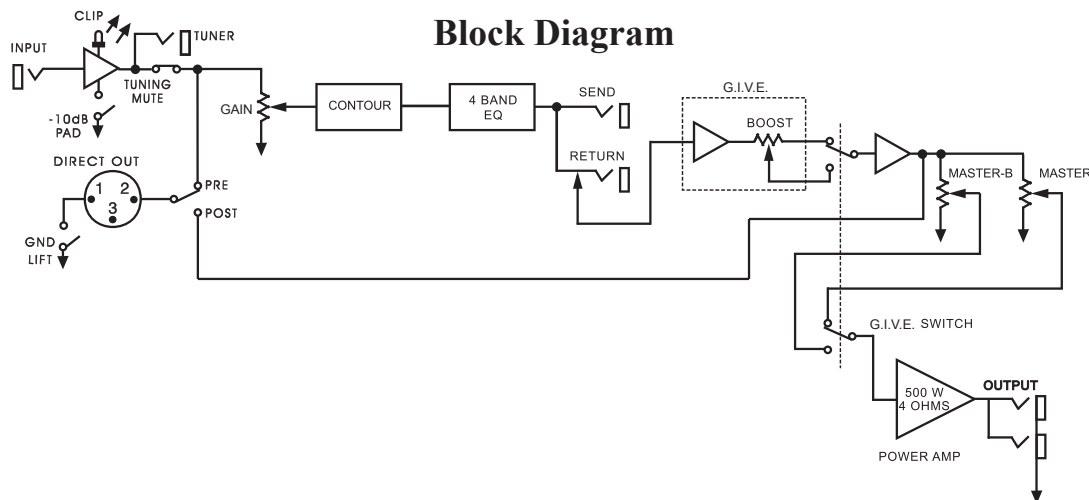 Block Diagram
CLIP
INPUT
TUNER
TUNING
MUTE
-10dB
PAD
GAIN
CONTOUR
4 BAND
EQ
SEND
RETURN
G.I.V.E.
BOOST
MASTER-B
MASTER
DIRECT OUT
1 2
3
PRE
POST
GND
LIFT
G.I.V.E. SWITCH
500 W
4 OHMS
OUTPUT
POWER AMP